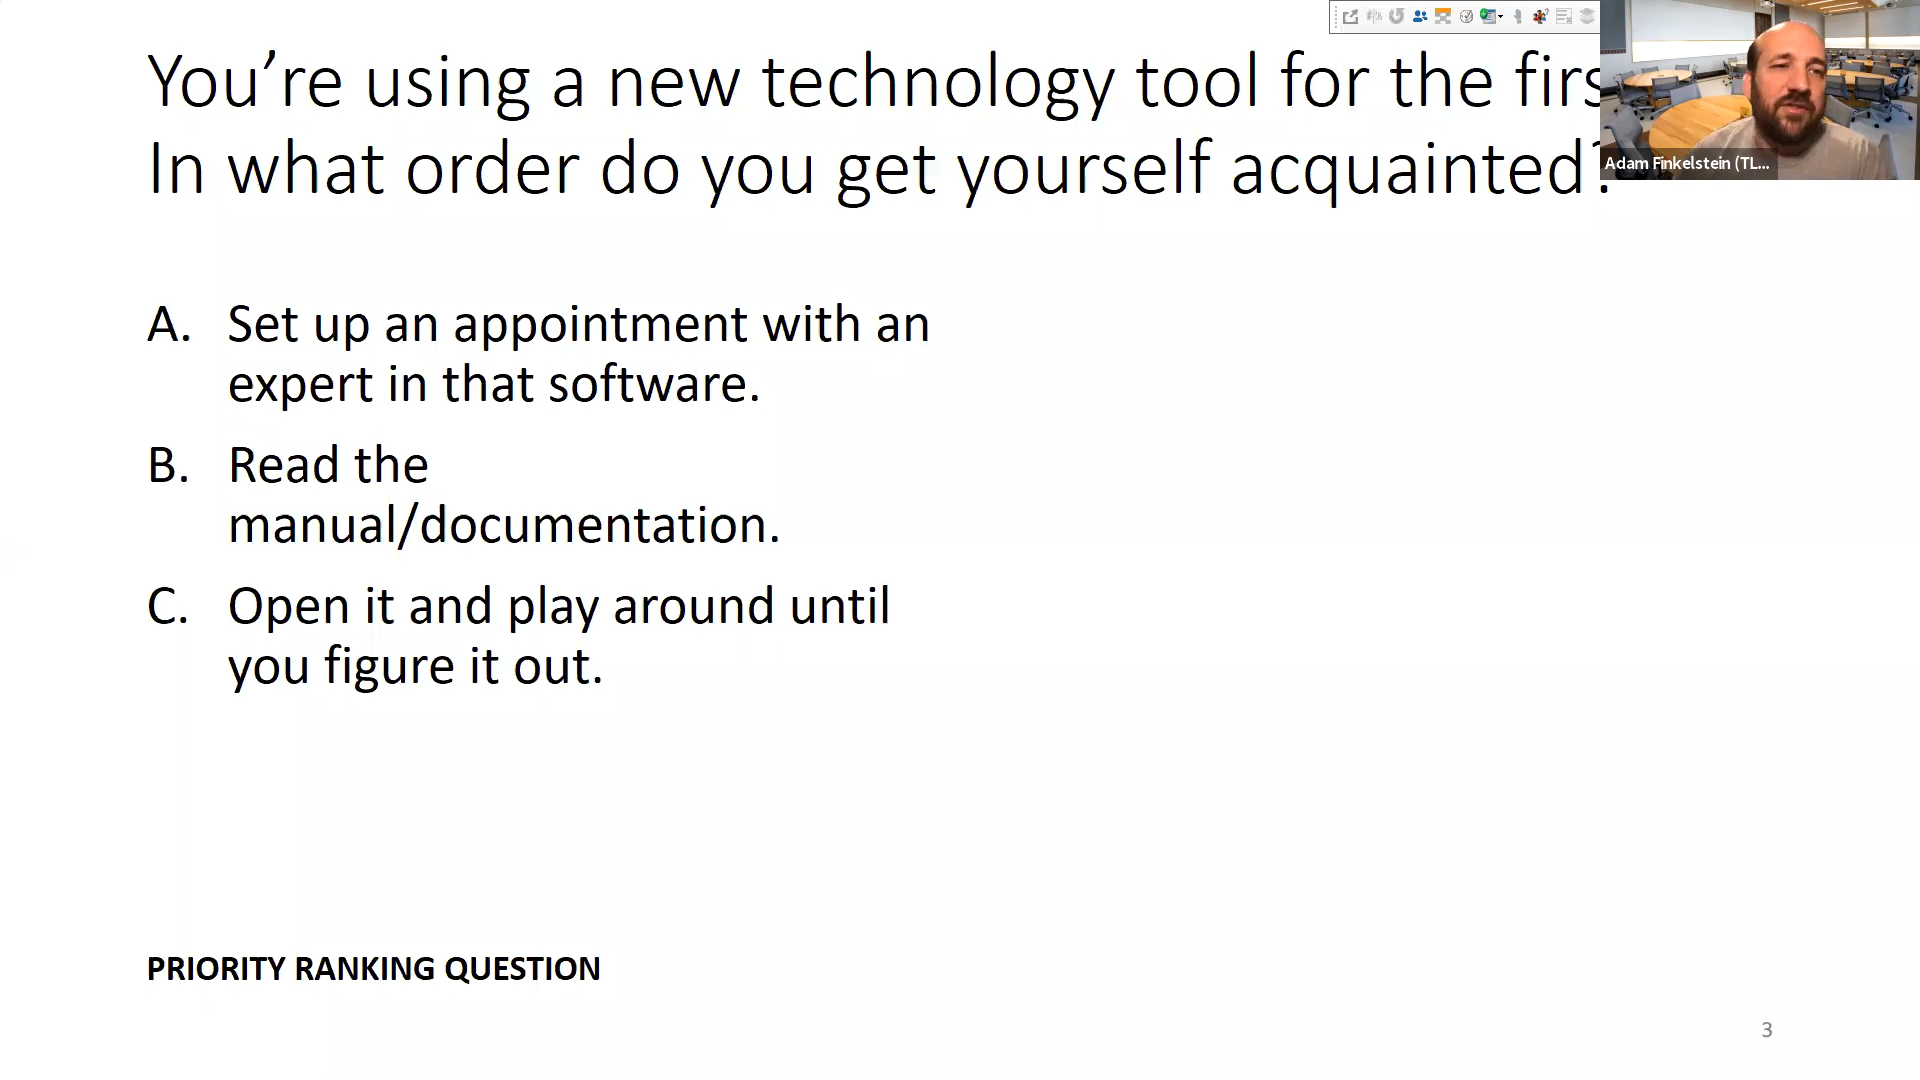 You’re using a new technology tool for the firs
In what order do you get yourself acquainted?
Adam Finkelstein (TL...
A. Set up an appointment with an
expert in that software.
B. Read the
manual/documentation.
C. Open it and play around until
you figure it out.
PRIORITY RANKING QUESTION
3